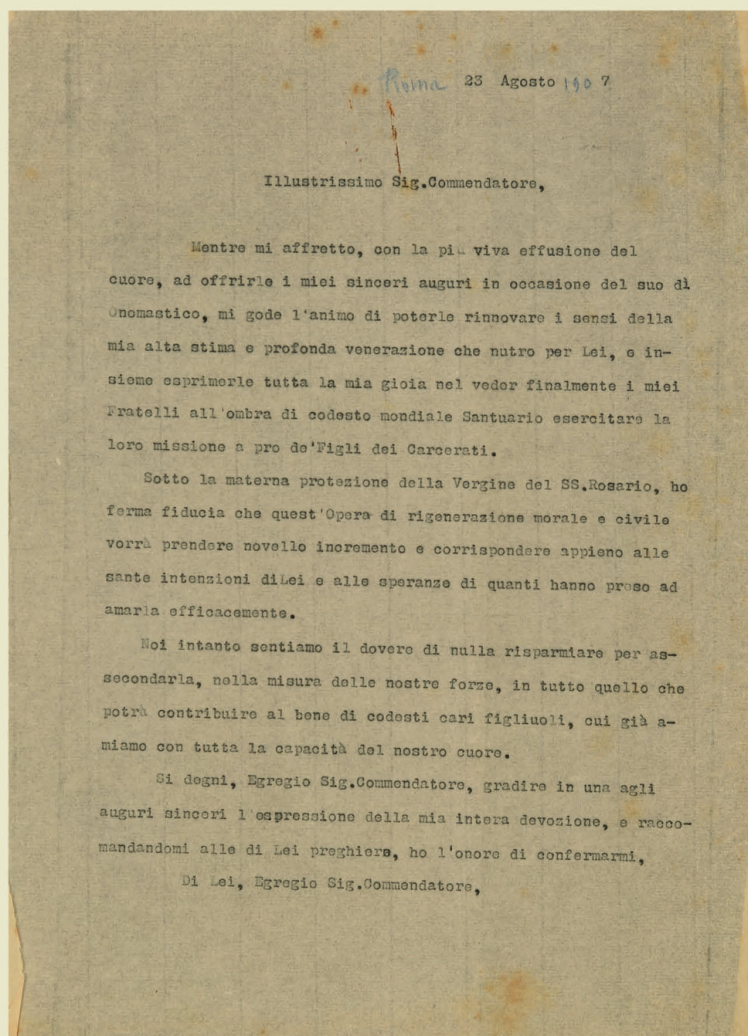 Roma 23 Agosto 1907
Illustrissimo Sig.Commendatore,
Mentre mi affretto, con la più viva effusione del
cuore, ad offrirle i miei sinceri auguri in occasione del suo dì
onomastico, mi gode l'animo di poterle rinnovare i sensi della
mia alta stima e profonda venerazione che nutro per Lei, e in-
sieme esprimerle tutta la mia gioia nel veder finalmente i miei
Fratelli all'ombra di codesto mondiale Santuario esercitare la
loro missione a pro de'Figli dei Carcerati.
Sotto la materna protezione della Vergine del SS.Rosario, ho
ferma fiducia che quest'Opera di rigenerazione morale e civile
vorrà prendere novello incremento e corrispondere appieno alle
sante intenzioni diLei e alle speranze di quanti hanno preso ad
amarla efficacemente.
Noi intanto sentiamo il dovere di nulla risparmiare per as-
secondarla, nella misura delle nostre forze, in tutto quello che
potrà contribuire al bene di codesti cari figliuoli, cui già a-
miamo con tutta la capacità del nostro cuore.
Si degni, Egregio Sig.Commendatore, gradire in una agli
auguri sinceri l'espressione della mia intera devozione, e racco-
mandandomi alle di Lei preghiere, ho l'onore di confermarmi,
Di Lei, Egregio Sig.Commendatore,